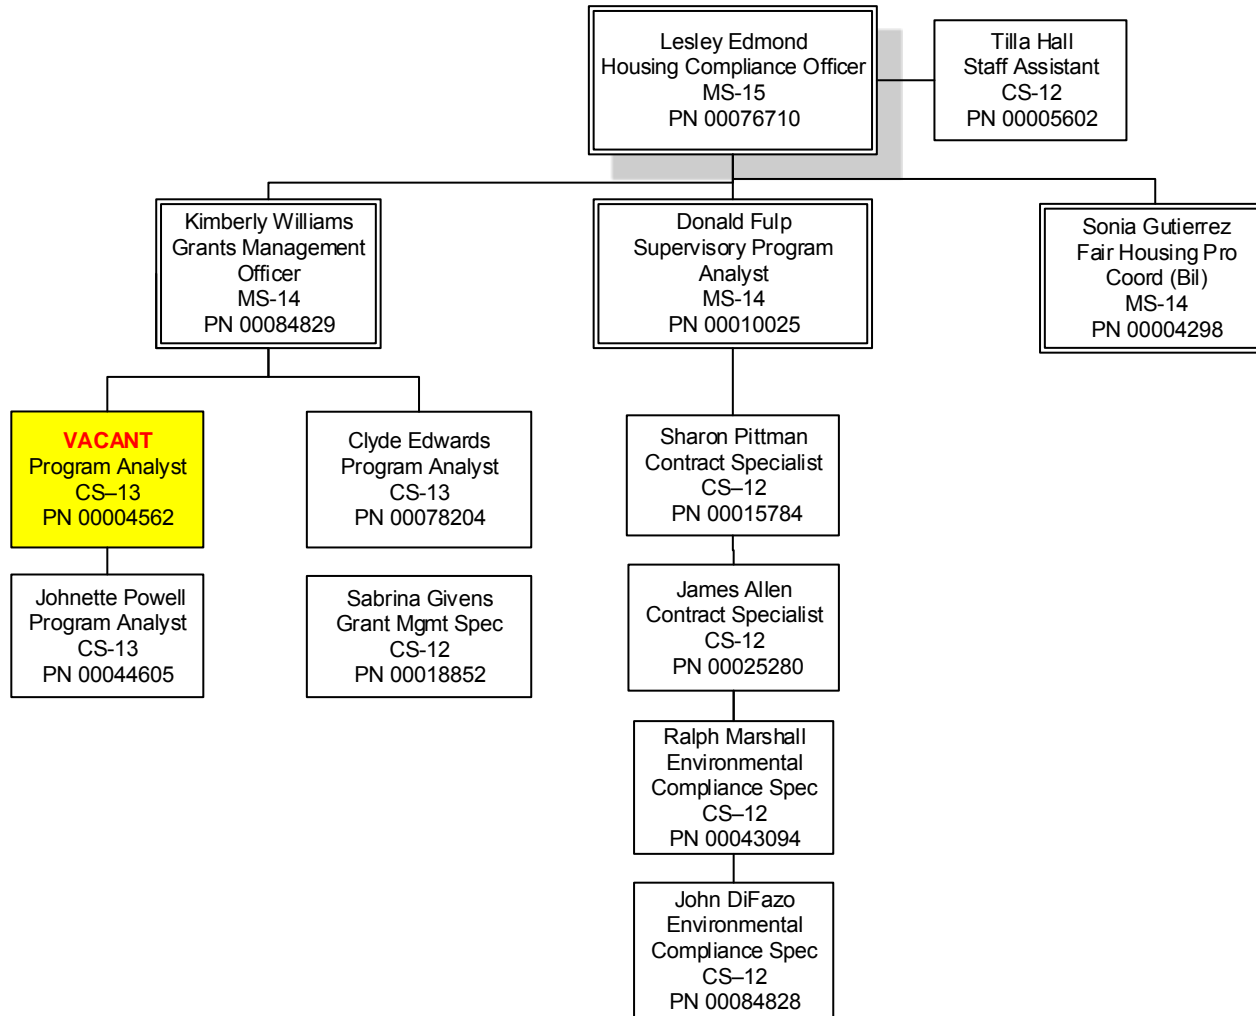 Lesley Edmond
Housing Compliance Officer
MS-15
PN 00076710
Tilla Hall
Staff Assistant
CS-12
PN 00005602
Kimberly Williams
Grants Management
Officer
MS-14
PN 00084829
Donald Fulp
Supervisory Program
Analyst
MS-14
PN 00010025
Sonia Gutierrez
Fair Housing Pro
Coord (Bil)
MS-14
PN 00004298
VACANT
Program Analyst
CS–13
PN 00004562
Clyde Edwards
Program Analyst
CS-13
PN 00078204
Sharon Pittman
Contract Specialist
CS–12
PN 00015784
Johnette Powell
Program Analyst
CS-13
PN 00044605
Sabrina Givens
Grant Mgmt Spec
CS-12
PN 00018852
James Allen
Contract Specialist
CS-12
PN 00025280
Ralph Marshall
Environmental
Compliance Spec
CS–12
PN 00043094
John DiFazo
Environmental
Compliance Spec
CS–12
PN 00084828